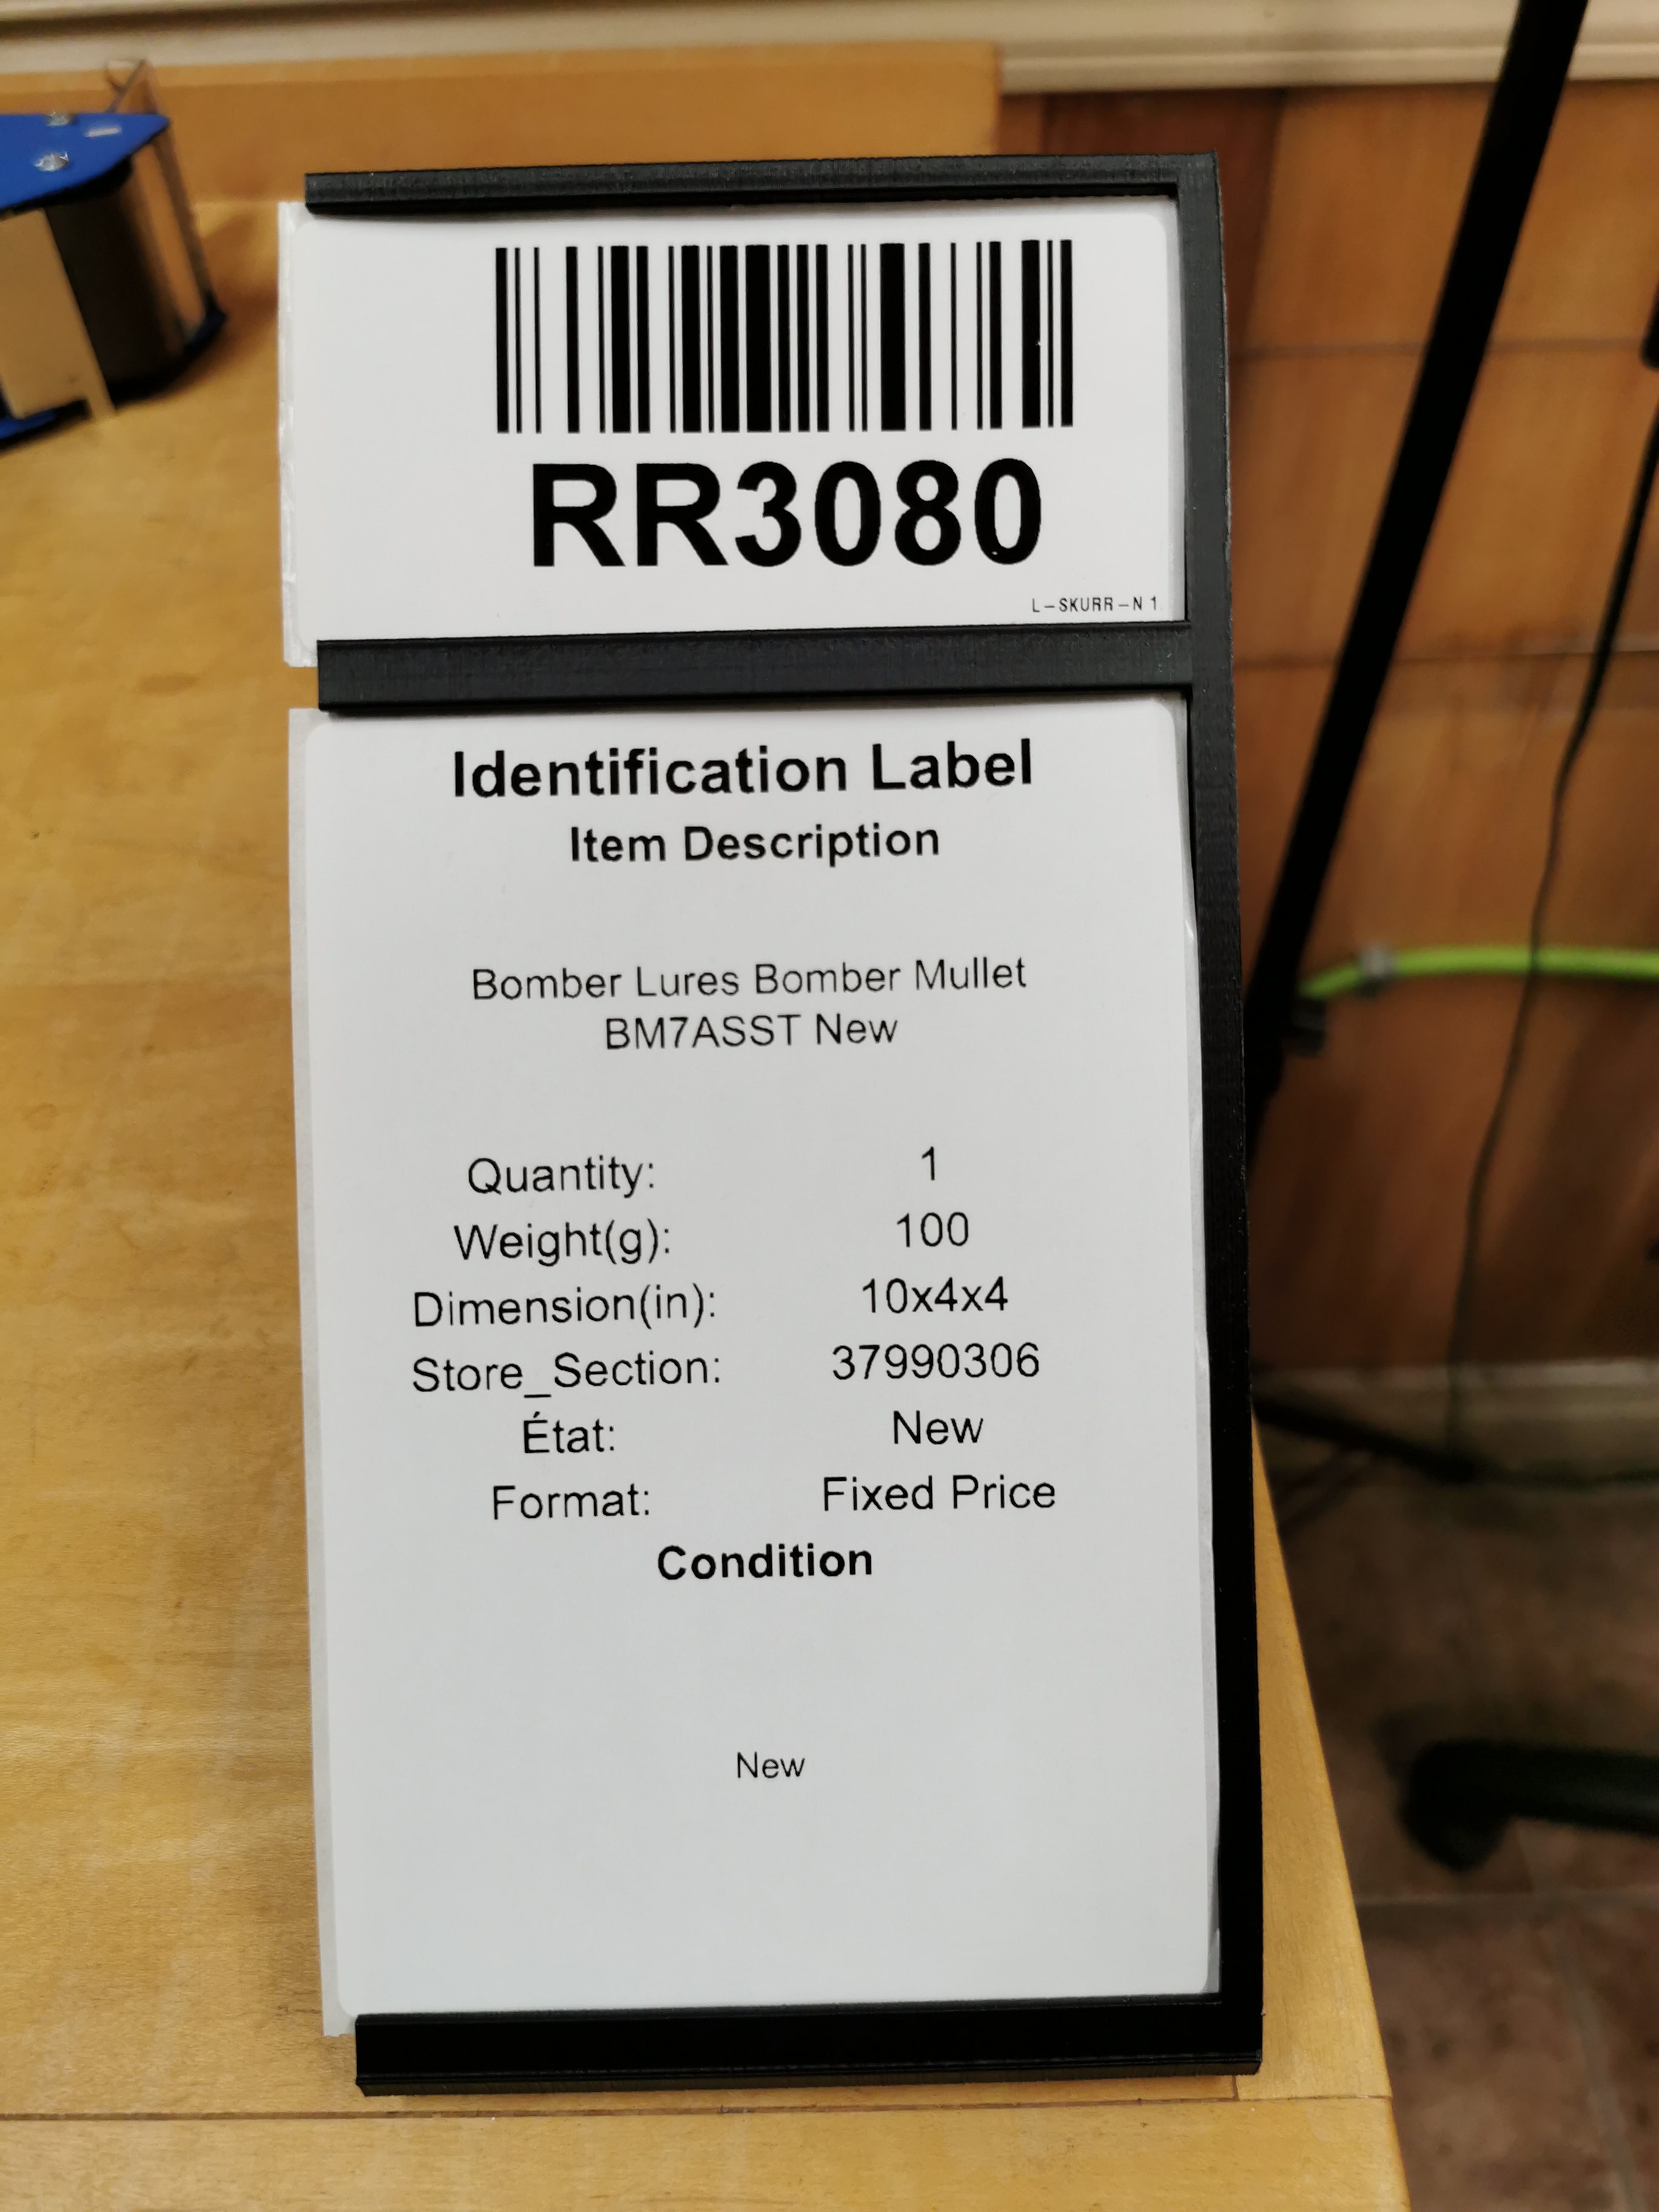 RR3080
L-SKURR-N 1
Identification Label
Item Description
Bomber Lures Bomber Mullet
BM7ASST New
Quantity: 1
Weight(g): 100
Dimension(in): 10x4x4
Store_Section: 37990306
État: New
Format: Fixed Price
Condition
New